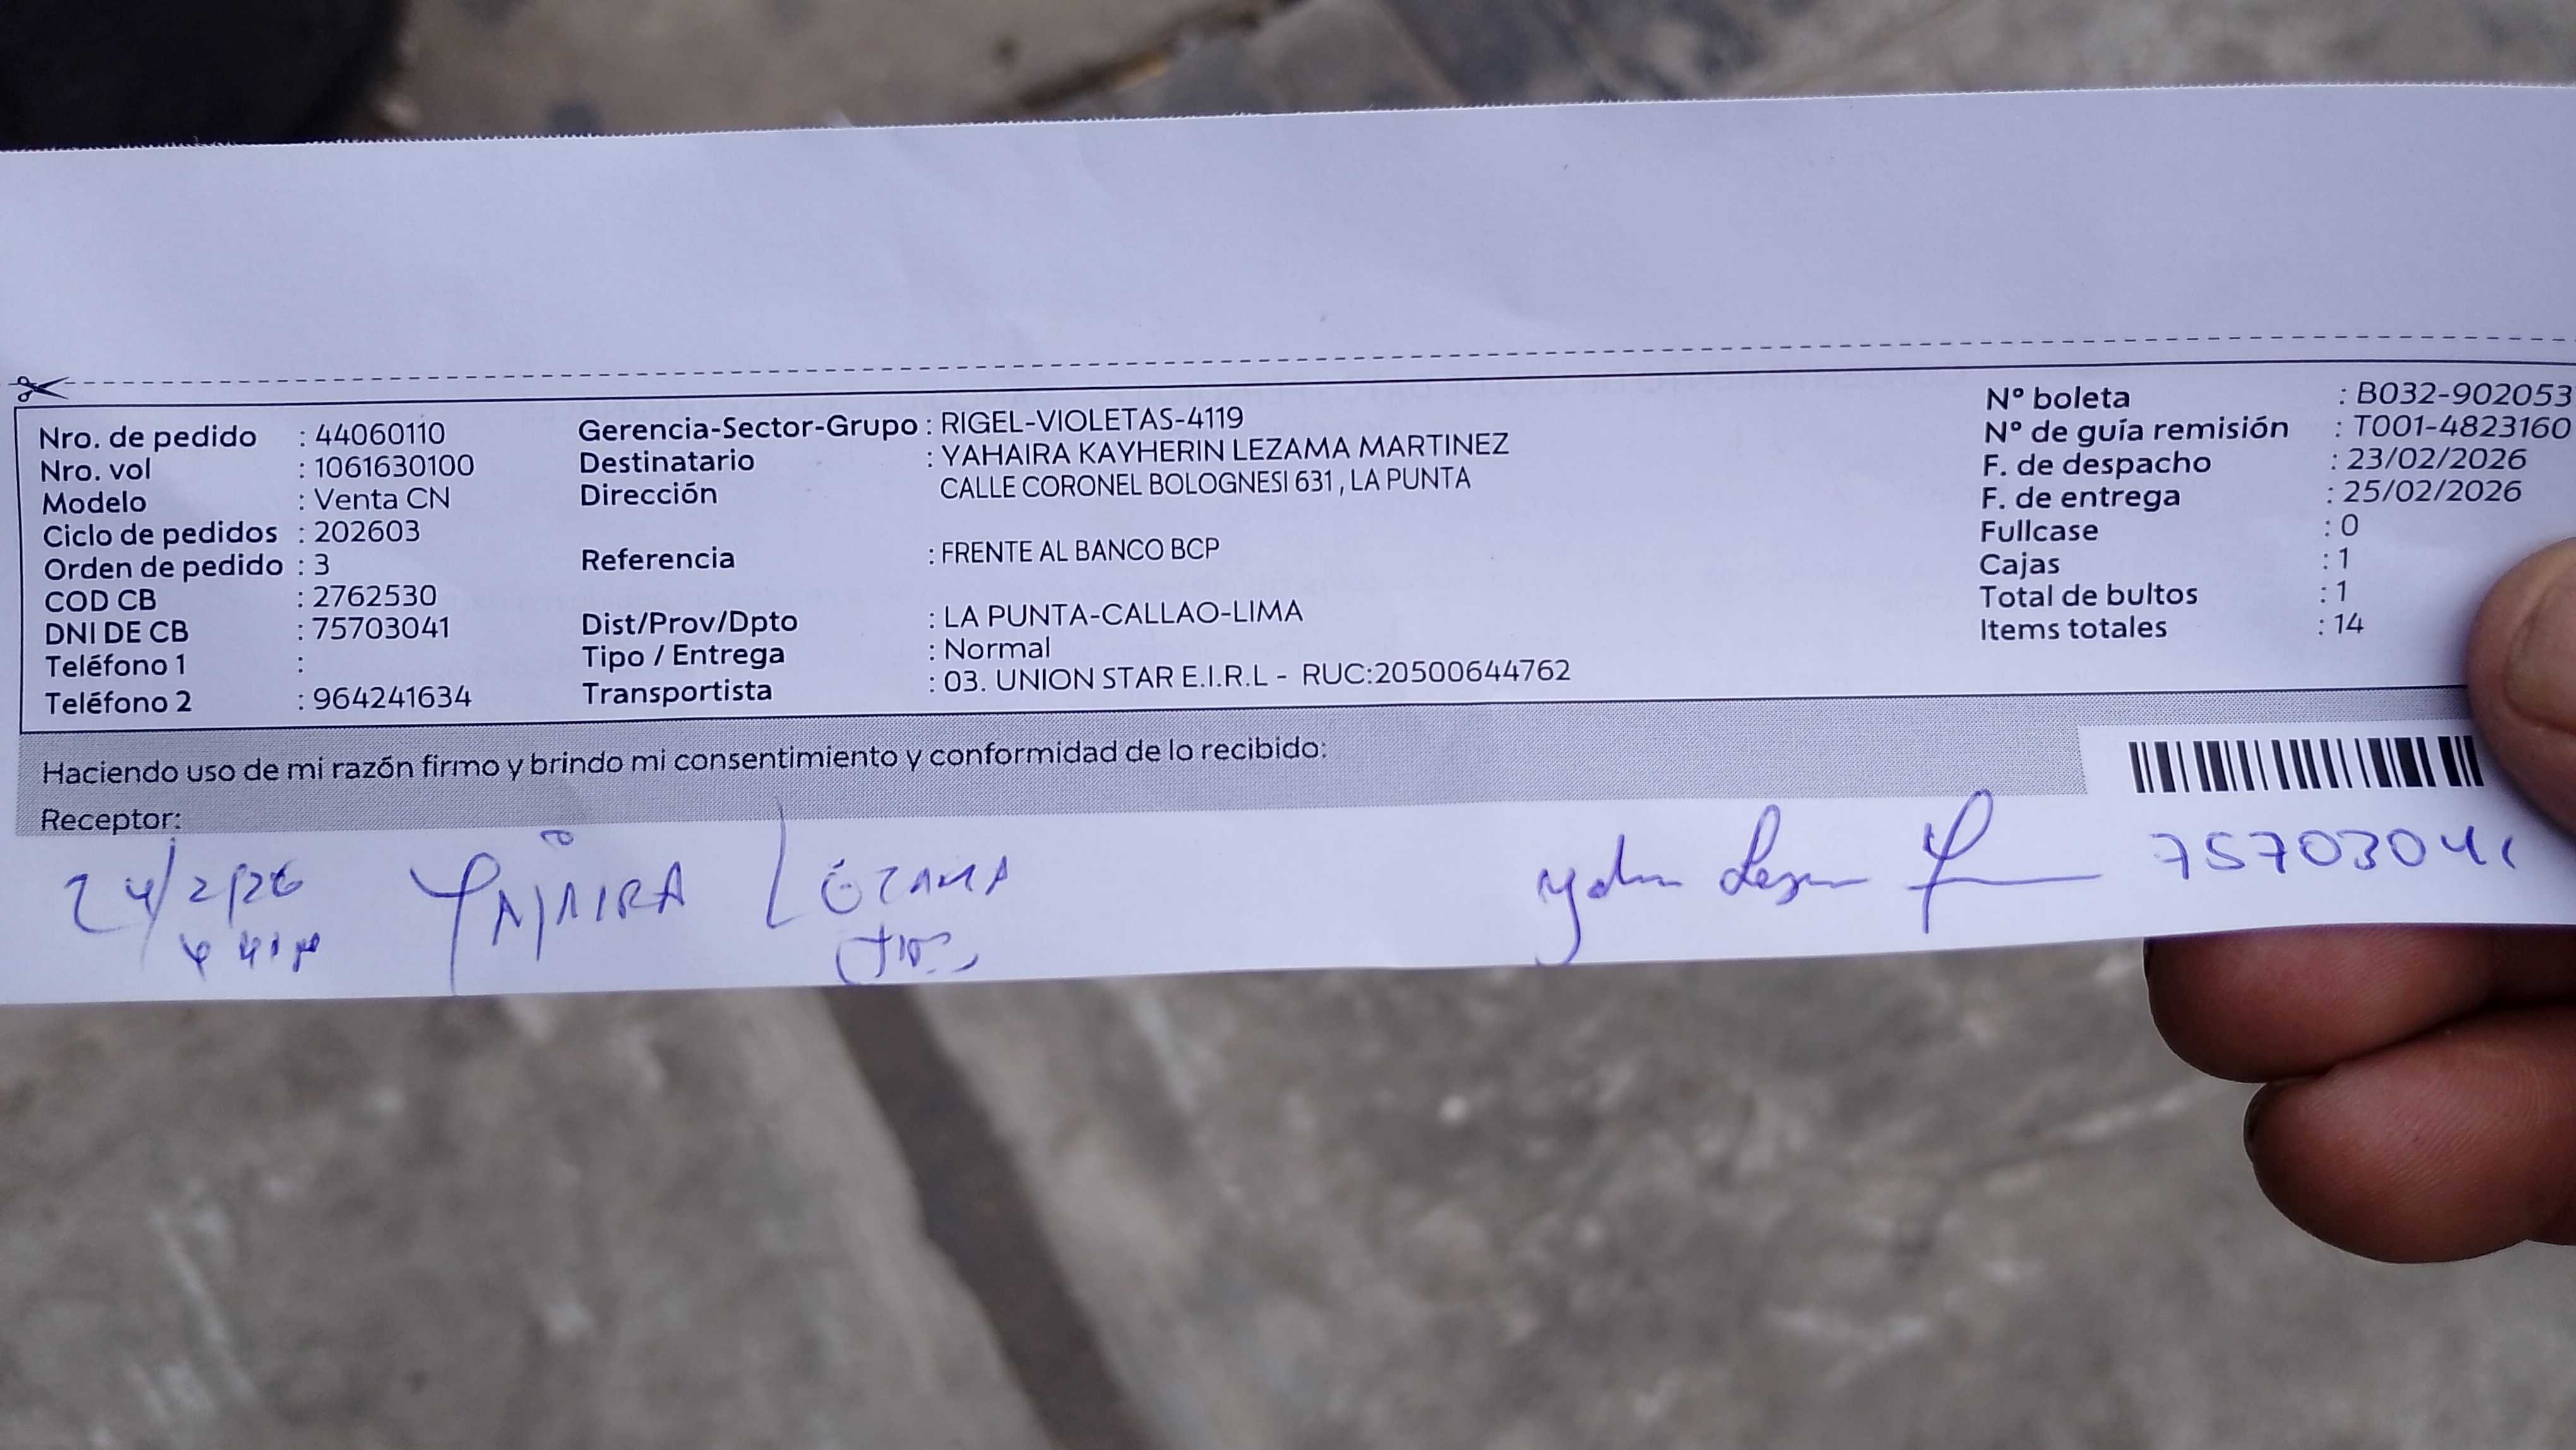 Nro. de pedido : 44060110
Nro. vol : 1061630100
Modelo : Venta CN
Ciclo de pedidos : 202603
Orden de pedido : 3
COD CB : 2762530
DNI DE CB : 75703041
Teléfono 1 :
Teléfono 2 : 964241634
Gerencia-Sector-Grupo : RIGEL-VIOLETAS-4119
Destinatario : YAHAIRA KAYHERIN LEZAMA MARTINEZ
Dirección CALLE CORONEL BOLOGNESI 631 , LA PUNTA
Referencia : FRENTE AL BANCO BCP
Dist/Prov/Dpto : LA PUNTA-CALLAO-LIMA
Tipo / Entrega : Normal
Transportista : 03. UNION STAR E.I.R.L - RUC:20500644762
Nº boleta : B032-902053
Nº de guía remisión : T001-4823160
F. de despacho : 23/02/2026
F. de entrega : 25/02/2026
Fullcase : 0
Cajas : 1
Total de bultos : 1
Items totales : 14
Haciendo uso de mi razón firmo y brindo mi consentimiento y conformidad de lo recibido:
Receptor:
24/2/26 LEZAMA 75703041